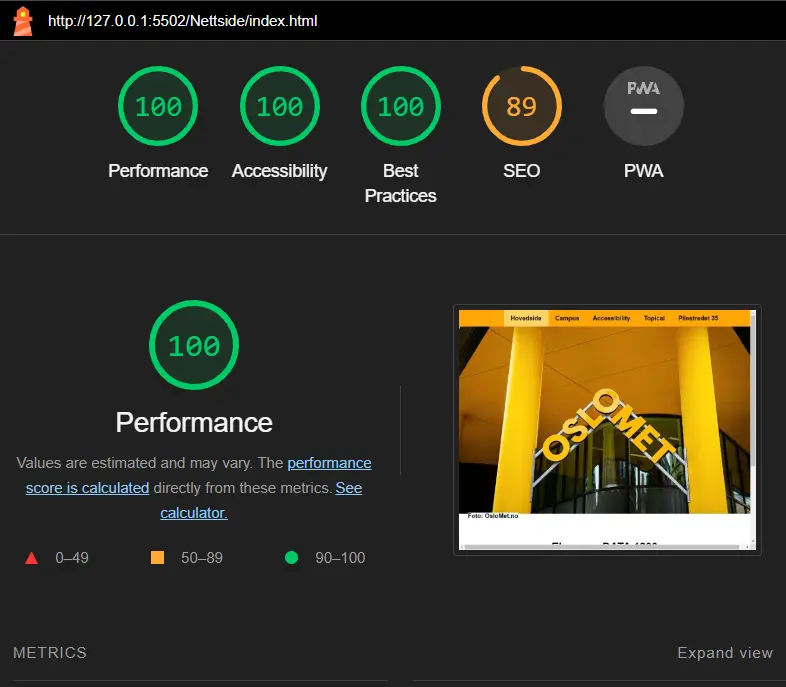 http://127.0.0.1:5502/Nettside/index.html
100
100
100
89
PWA
Performance
Accessibility
Best
Practices
SEO
PWA
100
Performance
Values are estimated and may vary. The performance
score is calculated directly from these metrics. See
calculator.
0–49
50–89
90–100
Hovedside Campus Accessibility Topical Pilestredet 35
OSLOMET
Foto: OsloMet.no
METRICS
Expand view